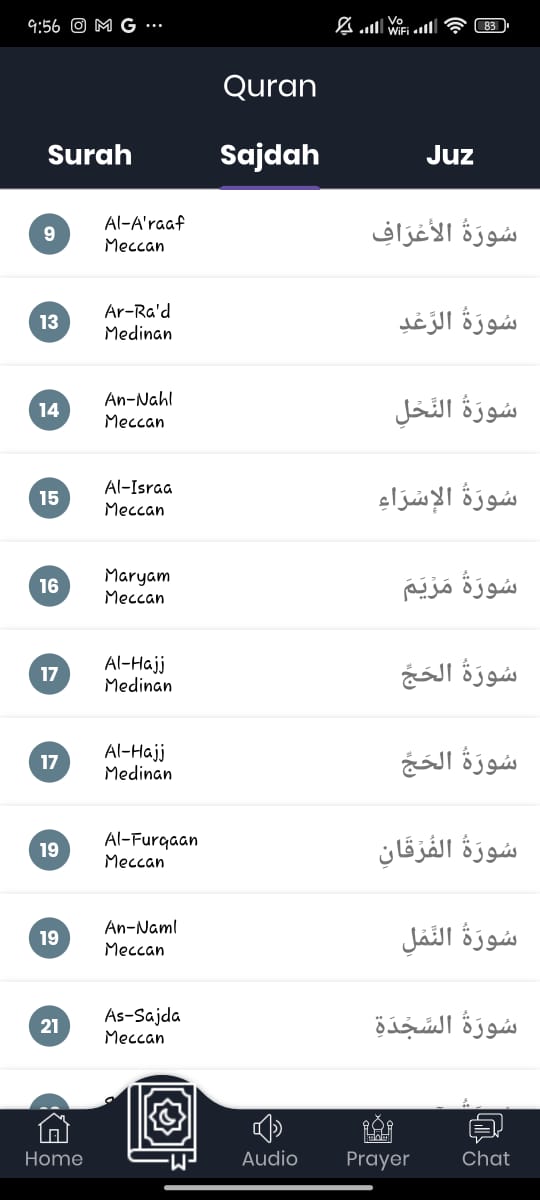 9:56
Vo
WiFi
83
Quran
Surah Sajdah Juz
9
Al-A'raaf
Meccan
سُورَةُ الأَعۡرَافِ
13
Ar-Ra'd
Medinan
سُورَةُ الرَّعۡدِ
14
An-Nahl
Meccan
سُورَةُ النَّحۡلِ
15
Al-Israa
Meccan
سُورَةُ الإِسۡرَاءِ
16
Maryam
Meccan
سُورَةُ مَرۡيَمَ
17
Al-Hajj
Medinan
سُورَةُ الحَجِّ
17
Al-Hajj
Medinan
سُورَةُ الحَجِّ
19
Al-Furqaan
Meccan
سُورَةُ الفُرۡقَانِ
19
An-Naml
Meccan
سُورَةُ النَّمۡلِ
21
As-Sajda
Meccan
سُورَةُ السَّجۡدَةِ
Home Audio Prayer Chat